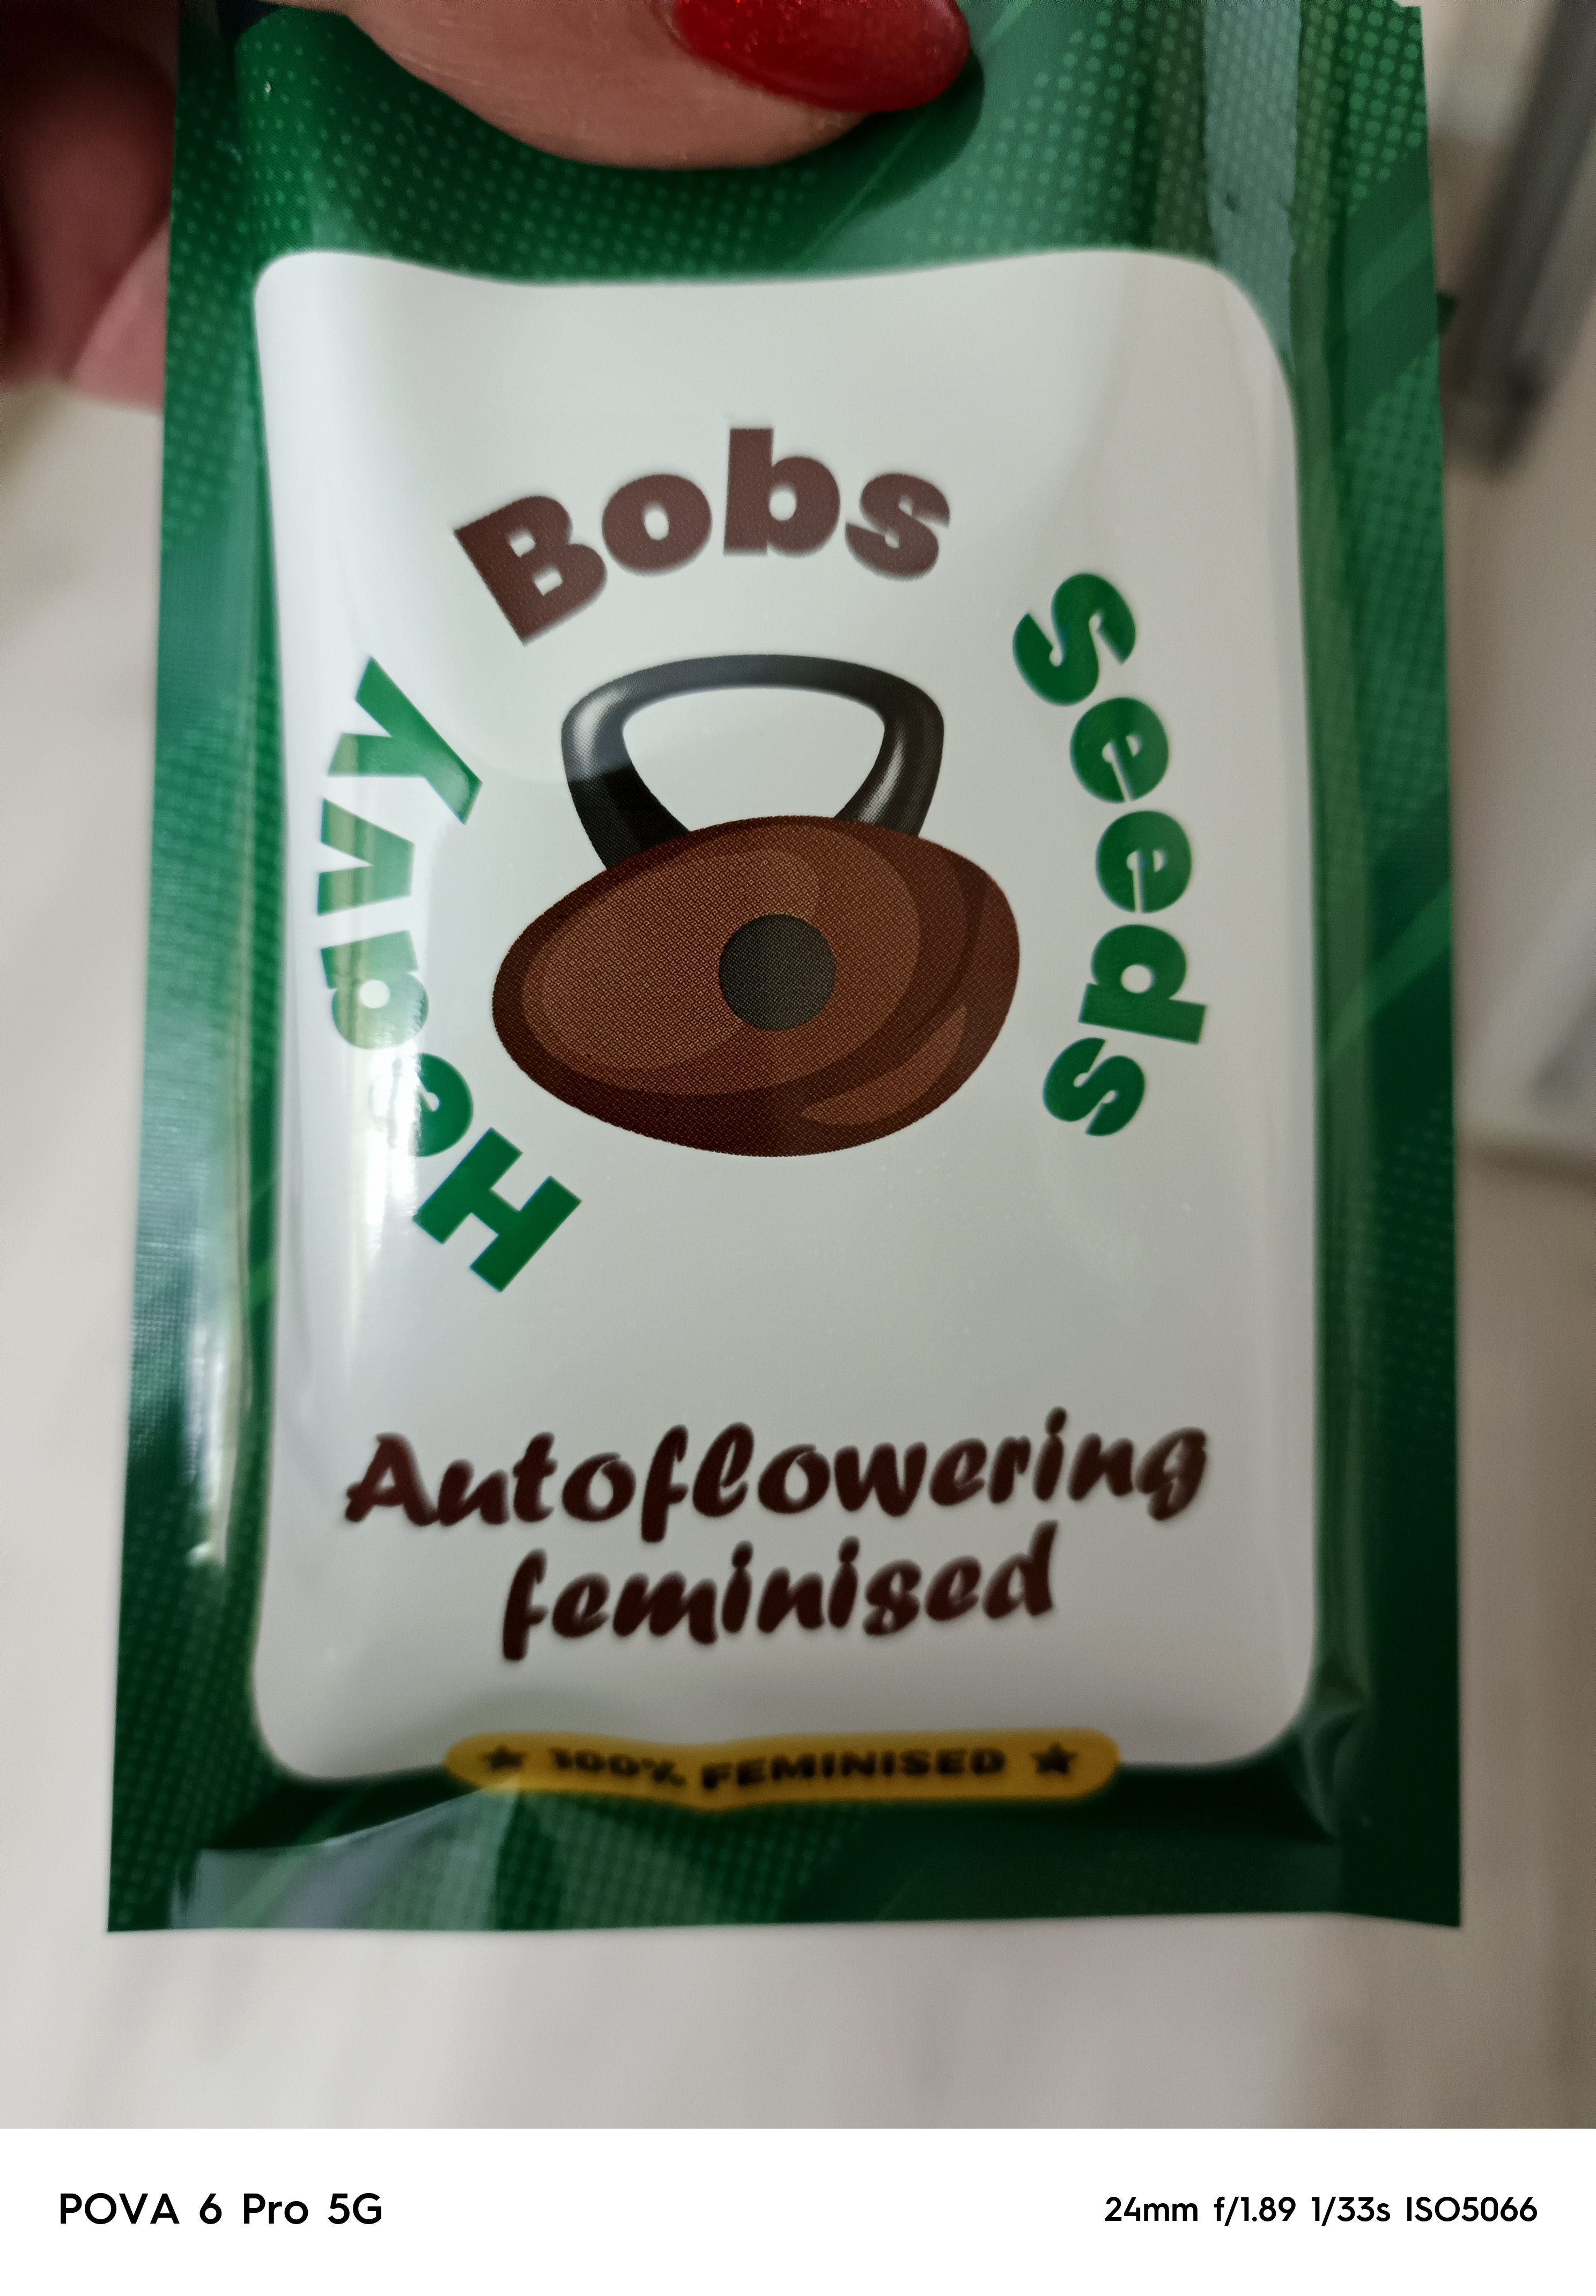 Heavy Bobs Seeds
Autoflowering
feminised
★ 100% FEMINISED ★
POVA 6 Pro 5G
24mm f/1.89 1/33s ISO5066